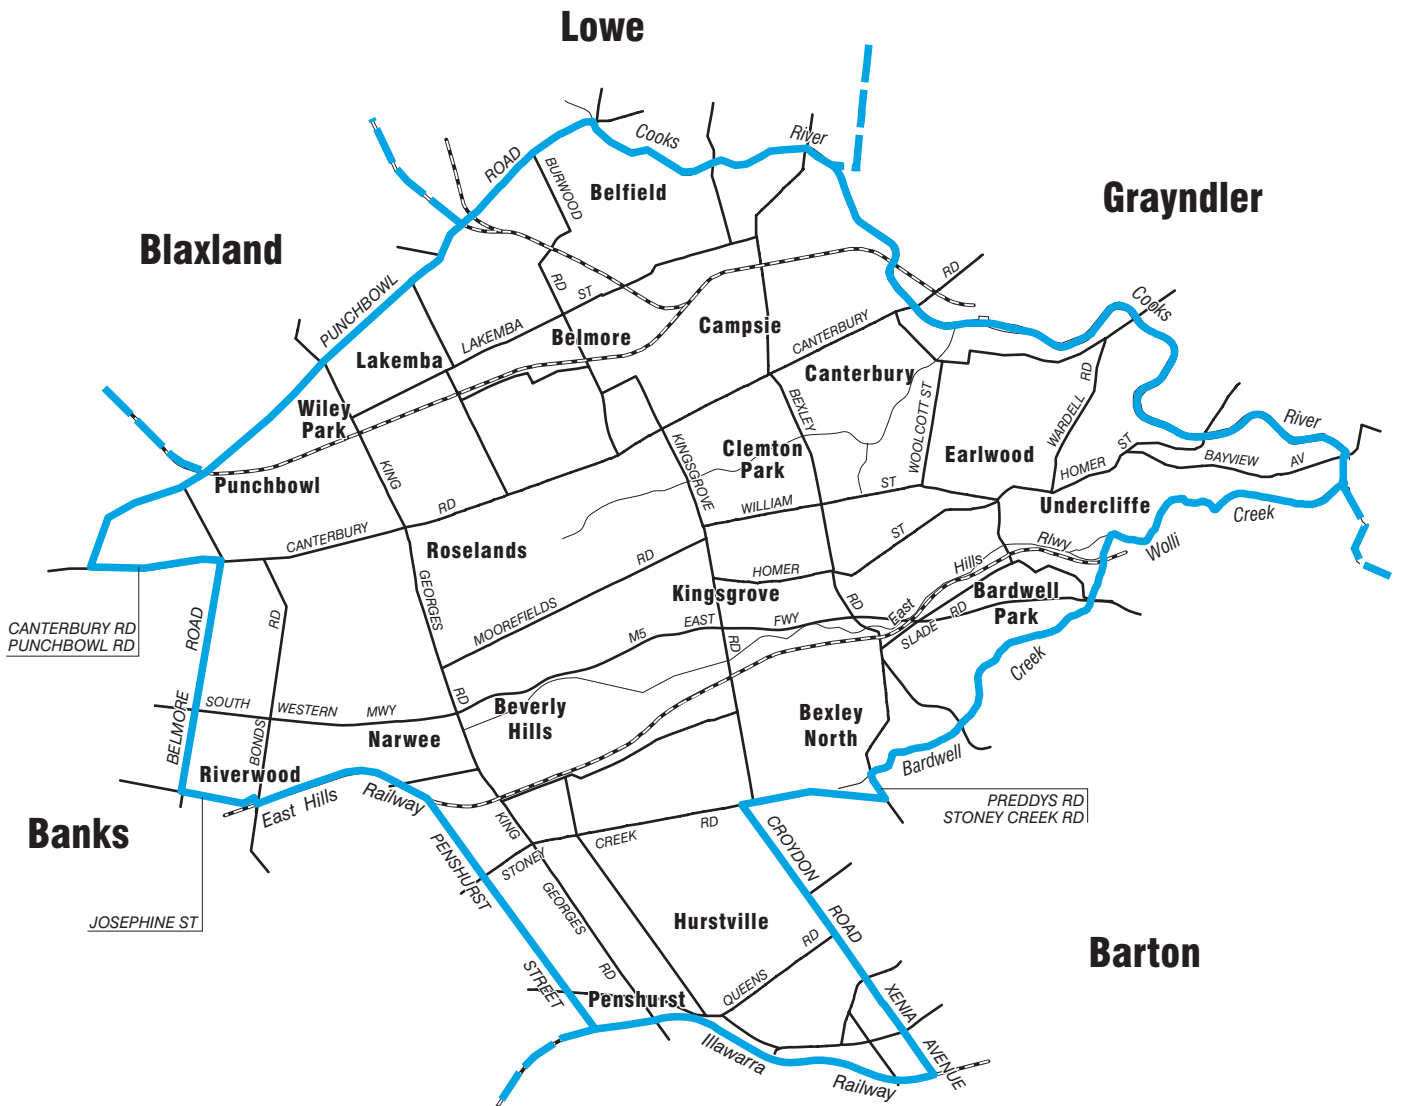 Lowe
Cooks
River
ROAD
BURWOOD
Belfield
Grayndler
Blaxland
PUNCHBOWL
RD
ST
RD
Cooks
LAKEMBA
Belmore
Campsie
CANTERBURY
Lakemba
Canterbury
BEXLEY
WOOLCOTT ST
WARDELL
RD
Wiley
Park
River
KINGSGROVE
Clemton
Park
Earlwood
HOMER
ST
BAYVIEW
AV
KING
Punchbowl
ST
WILLIAM
Undercliffe
Creek
RD
CANTERBURY
Roselands
RD
ST
Rlwy
Wolli
HOMER
Hills
GEORGES
Kingsgrove
Bardwell
Park
East
RD
MOOREFIELDS
RD
SLADE
RD
CANTERBURY RD
PUNCHBOWL RD
ROAD
M5
EAST
FWY
RD
Creek
RD
BELMORE
SOUTH
WESTERN
MWY
Beverly
Hills
Bexley
North
BONDS
Narwee
Bardwell
Riverwood
East Hills
Railway
PREDDYS RD
STONEY CREEK RD
Banks
KING
CREEK
RD
CROYDON
PENSHURST
STONEY
GEORGES
JOSEPHINE ST
Hurstville
ROAD
RD
Barton
STREET
RD
QUEENS
Penshurst
XENIA
Illawarra
AVENUE
Railway